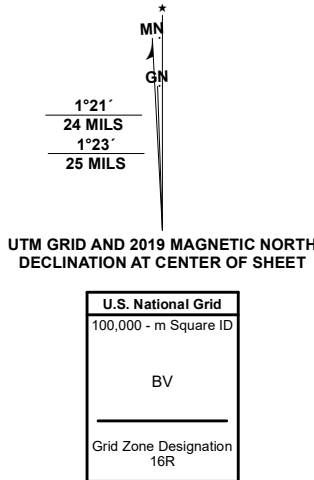 ★
MN
GN
1°21´
24 MILS
1°23´
25 MILS
UTM GRID AND 2019 MAGNETIC NORTH
DECLINATION AT CENTER OF SHEET
U.S. National Grid
100,000 - m Square ID
BV
Grid Zone Designation
16R